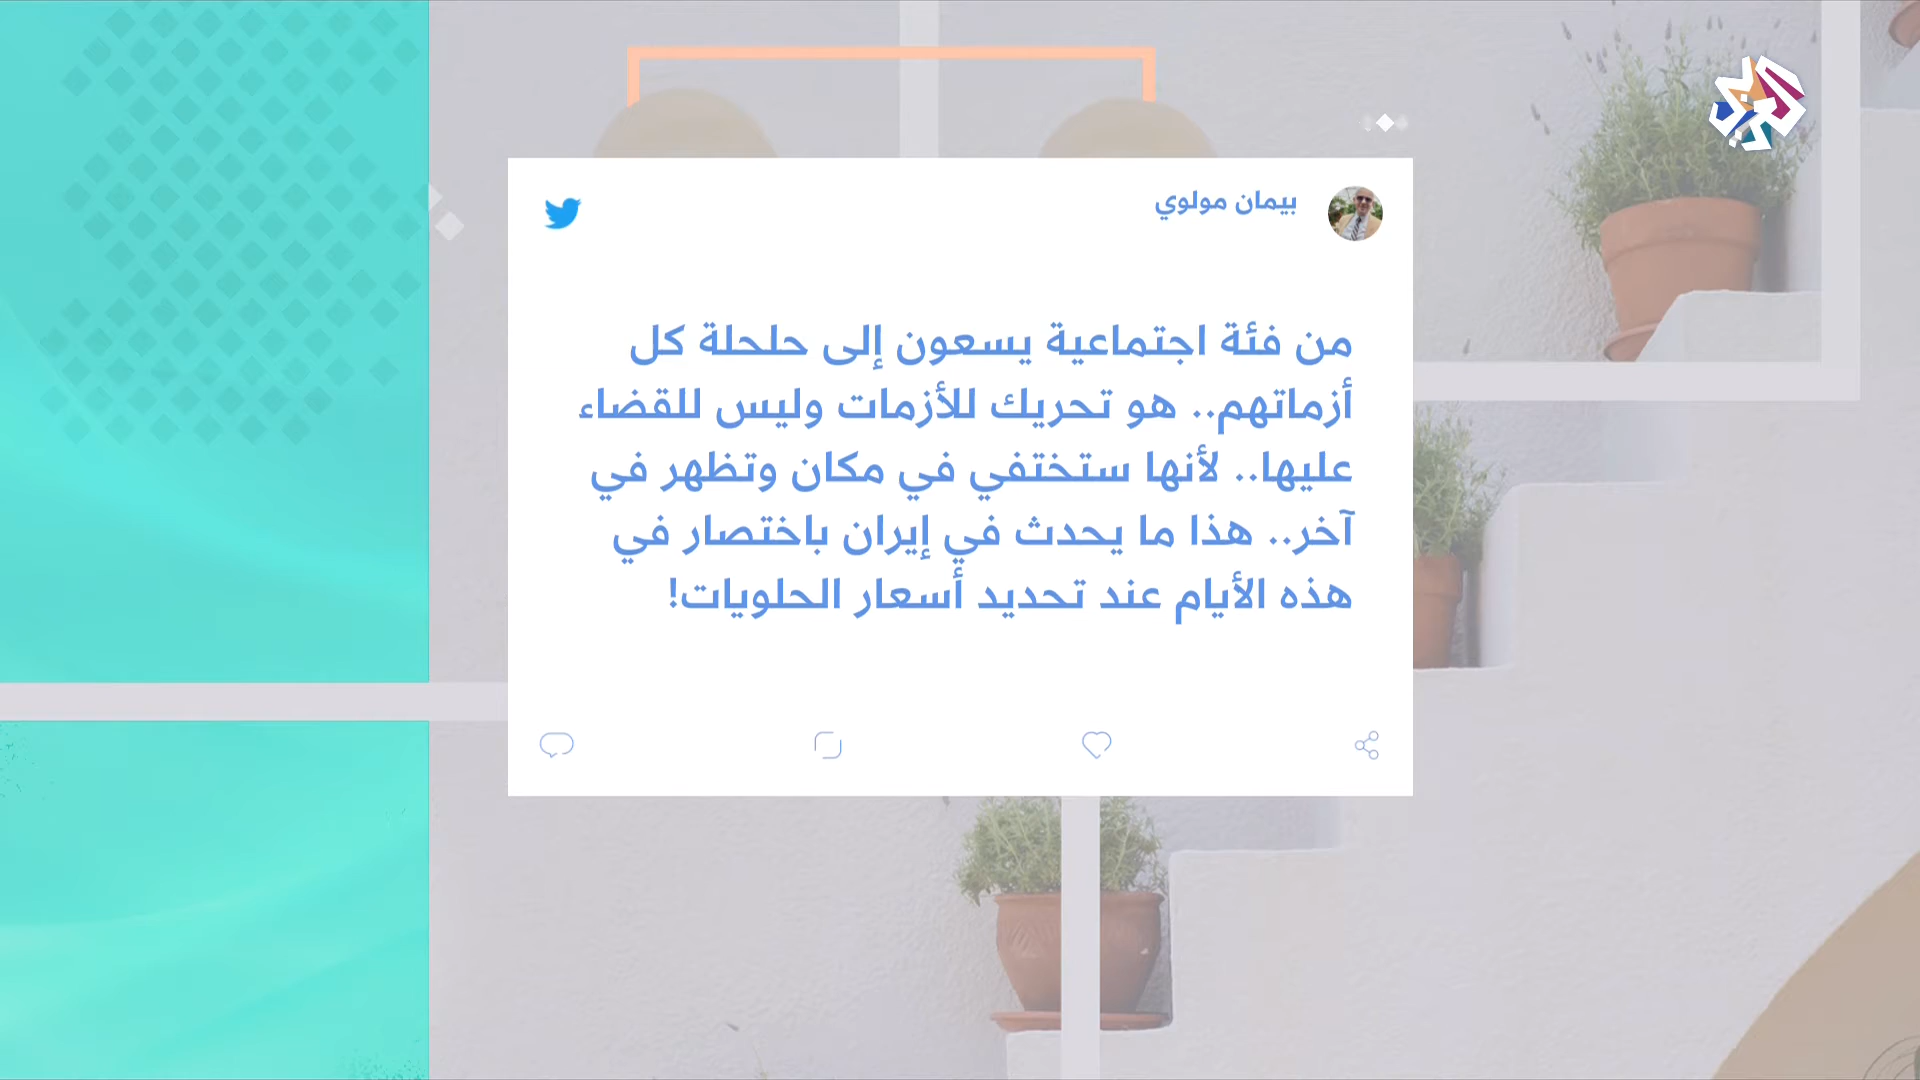 بيمان مولوي
من فئة اجتماعية يسعون إلى حلحلة كل
أزماتهم.. هو تحريك للأزمات وليس للقضاء
عليها.. لأنها ستختفي في مكان وتظهر في
آخر.. هذا ما يحدث في إيران باختصار في
هذه الأيام عند تحديد أسعار الحلويات!